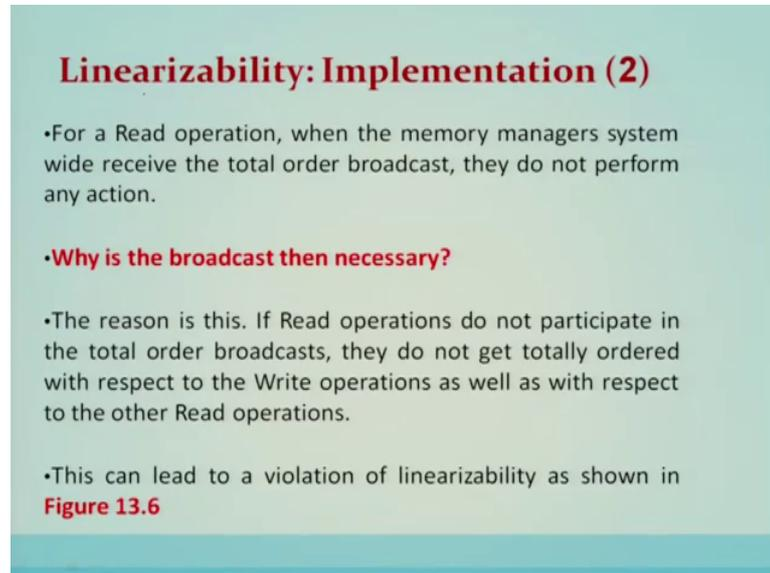 Linearizability: Implementation (2)
•For a Read operation, when the memory managers system
wide receive the total order broadcast, they do not perform
any action.
•Why is the broadcast then necessary?
•The reason is this. If Read operations do not participate in
the total order broadcasts, they do not get totally ordered
with respect to the Write operations as well as with respect
to the other Read operations.
•This can lead to a violation of linearizability as shown in
Figure 13.6